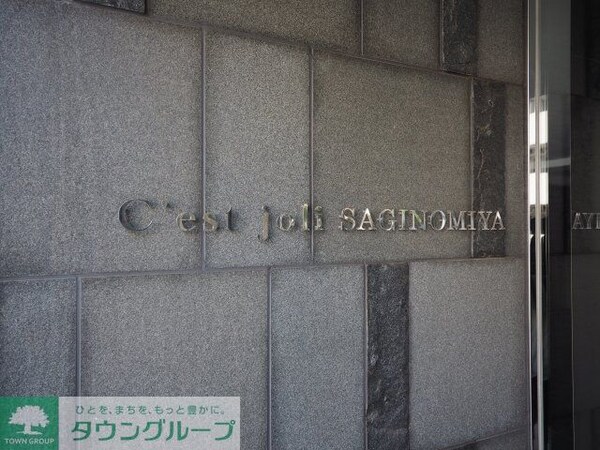 C'est joli SAGINOMIYA
AYI
ひとを、まちを、もっと豊かに。
タウングループ
TOWN GROUP